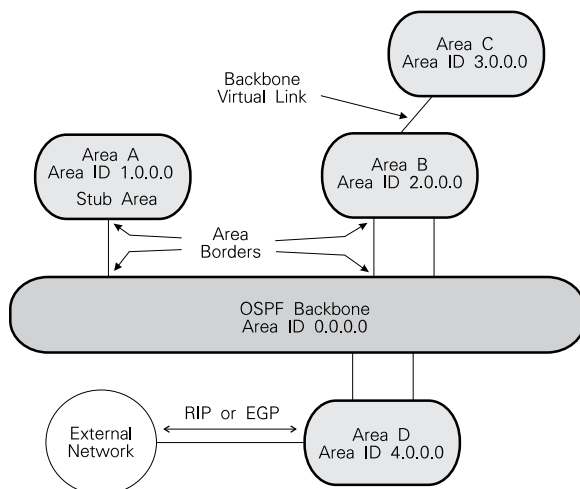 Area C
Area ID 3.0.0.0
Backbone
Virtual Link
Area A
Area ID 1.0.0.0
Stub Area
Area B
Area ID 2.0.0.0
Area
Borders
OSPF Backbone
Area ID 0.0.0.0
RIP or EGP
External
Network
Area D
Area ID 4.0.0.0